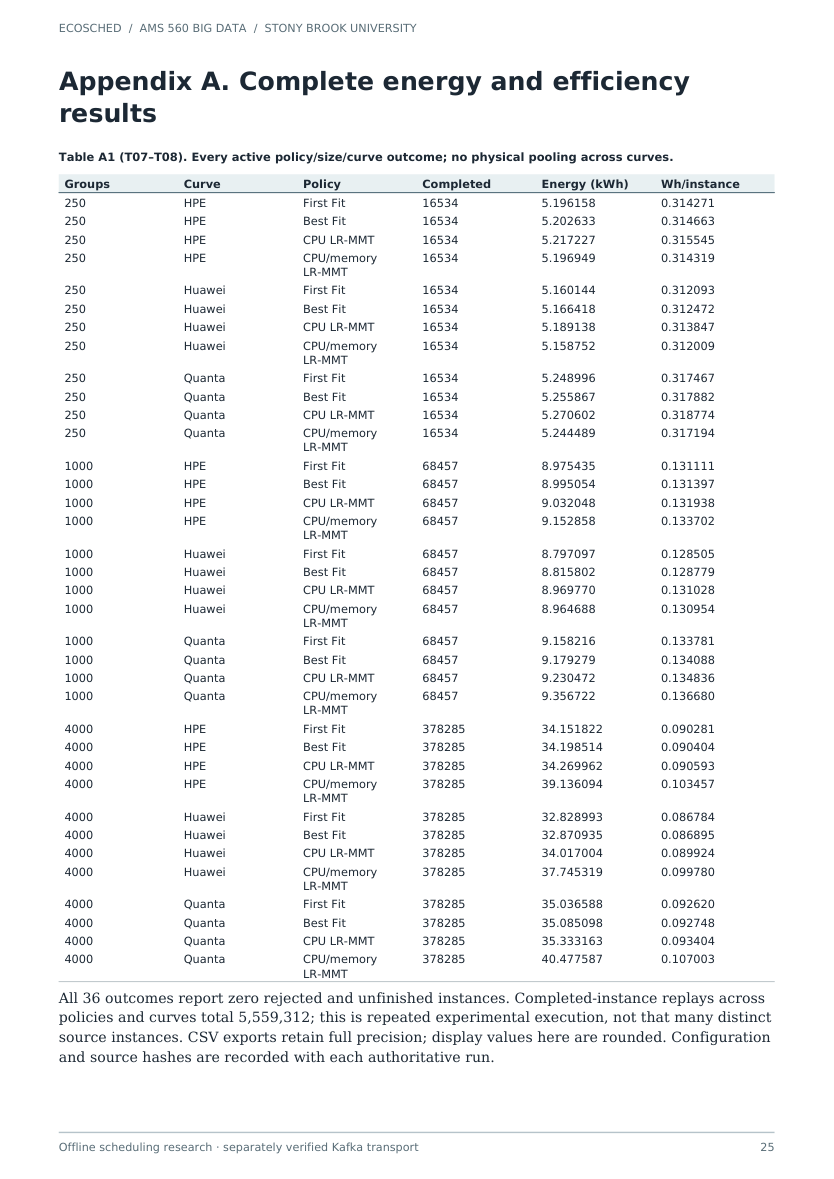 ECOSCHED / AMS 560 BIG DATA / STONY BROOK UNIVERSITY
Appendix A. Complete energy and efficiency
results
Table A1 (T07–T08). Every active policy/size/curve outcome; no physical pooling across curves.
Groups Curve Policy Completed Energy (kWh) Wh/instance
250 HPE First Fit 16534 5.196158 0.314271
250 HPE Best Fit 16534 5.202633 0.314663
250 HPE CPU LR-MMT 16534 5.217227 0.315545
250 HPE CPU/memory 16534 5.196949 0.314319
LR-MMT
250 Huawei First Fit 16534 5.160144 0.312093
250 Huawei Best Fit 16534 5.166418 0.312472
250 Huawei CPU LR-MMT 16534 5.189138 0.313847
250 Huawei CPU/memory 16534 5.158752 0.312009
LR-MMT
250 Quanta First Fit 16534 5.248996 0.317467
250 Quanta Best Fit 16534 5.255867 0.317882
250 Quanta CPU LR-MMT 16534 5.270602 0.318774
250 Quanta CPU/memory 16534 5.244489 0.317194
LR-MMT
1000 HPE First Fit 68457 8.975435 0.131111
1000 HPE Best Fit 68457 8.995054 0.131397
1000 HPE CPU LR-MMT 68457 9.032048 0.131938
1000 HPE CPU/memory 68457 9.152858 0.133702
LR-MMT
1000 Huawei First Fit 68457 8.797097 0.128505
1000 Huawei Best Fit 68457 8.815802 0.128779
1000 Huawei CPU LR-MMT 68457 8.969770 0.131028
1000 Huawei CPU/memory 68457 8.964688 0.130954
LR-MMT
1000 Quanta First Fit 68457 9.158216 0.133781
1000 Quanta Best Fit 68457 9.179279 0.134088
1000 Quanta CPU LR-MMT 68457 9.230472 0.134836
1000 Quanta CPU/memory 68457 9.356722 0.136680
LR-MMT
4000 HPE First Fit 378285 34.151822 0.090281
4000 HPE Best Fit 378285 34.198514 0.090404
4000 HPE CPU LR-MMT 378285 34.269962 0.090593
4000 HPE CPU/memory 378285 39.136094 0.103457
LR-MMT
4000 Huawei First Fit 378285 32.828993 0.086784
4000 Huawei Best Fit 378285 32.870935 0.086895
4000 Huawei CPU LR-MMT 378285 34.017004 0.089924
4000 Huawei CPU/memory 378285 37.745319 0.099780
LR-MMT
4000 Quanta First Fit 378285 35.036588 0.092620
4000 Quanta Best Fit 378285 35.085098 0.092748
4000 Quanta CPU LR-MMT 378285 35.333163 0.093404
4000 Quanta CPU/memory 378285 40.477587 0.107003
LR-MMT
All 36 outcomes report zero rejected and unfinished instances. Completed-instance replays across
policies and curves total 5,559,312; this is repeated experimental execution, not that many distinct
source instances. CSV exports retain full precision; display values here are rounded. Configuration
and source hashes are recorded with each authoritative run.
Offline scheduling research · separately verified Kafka transport 25